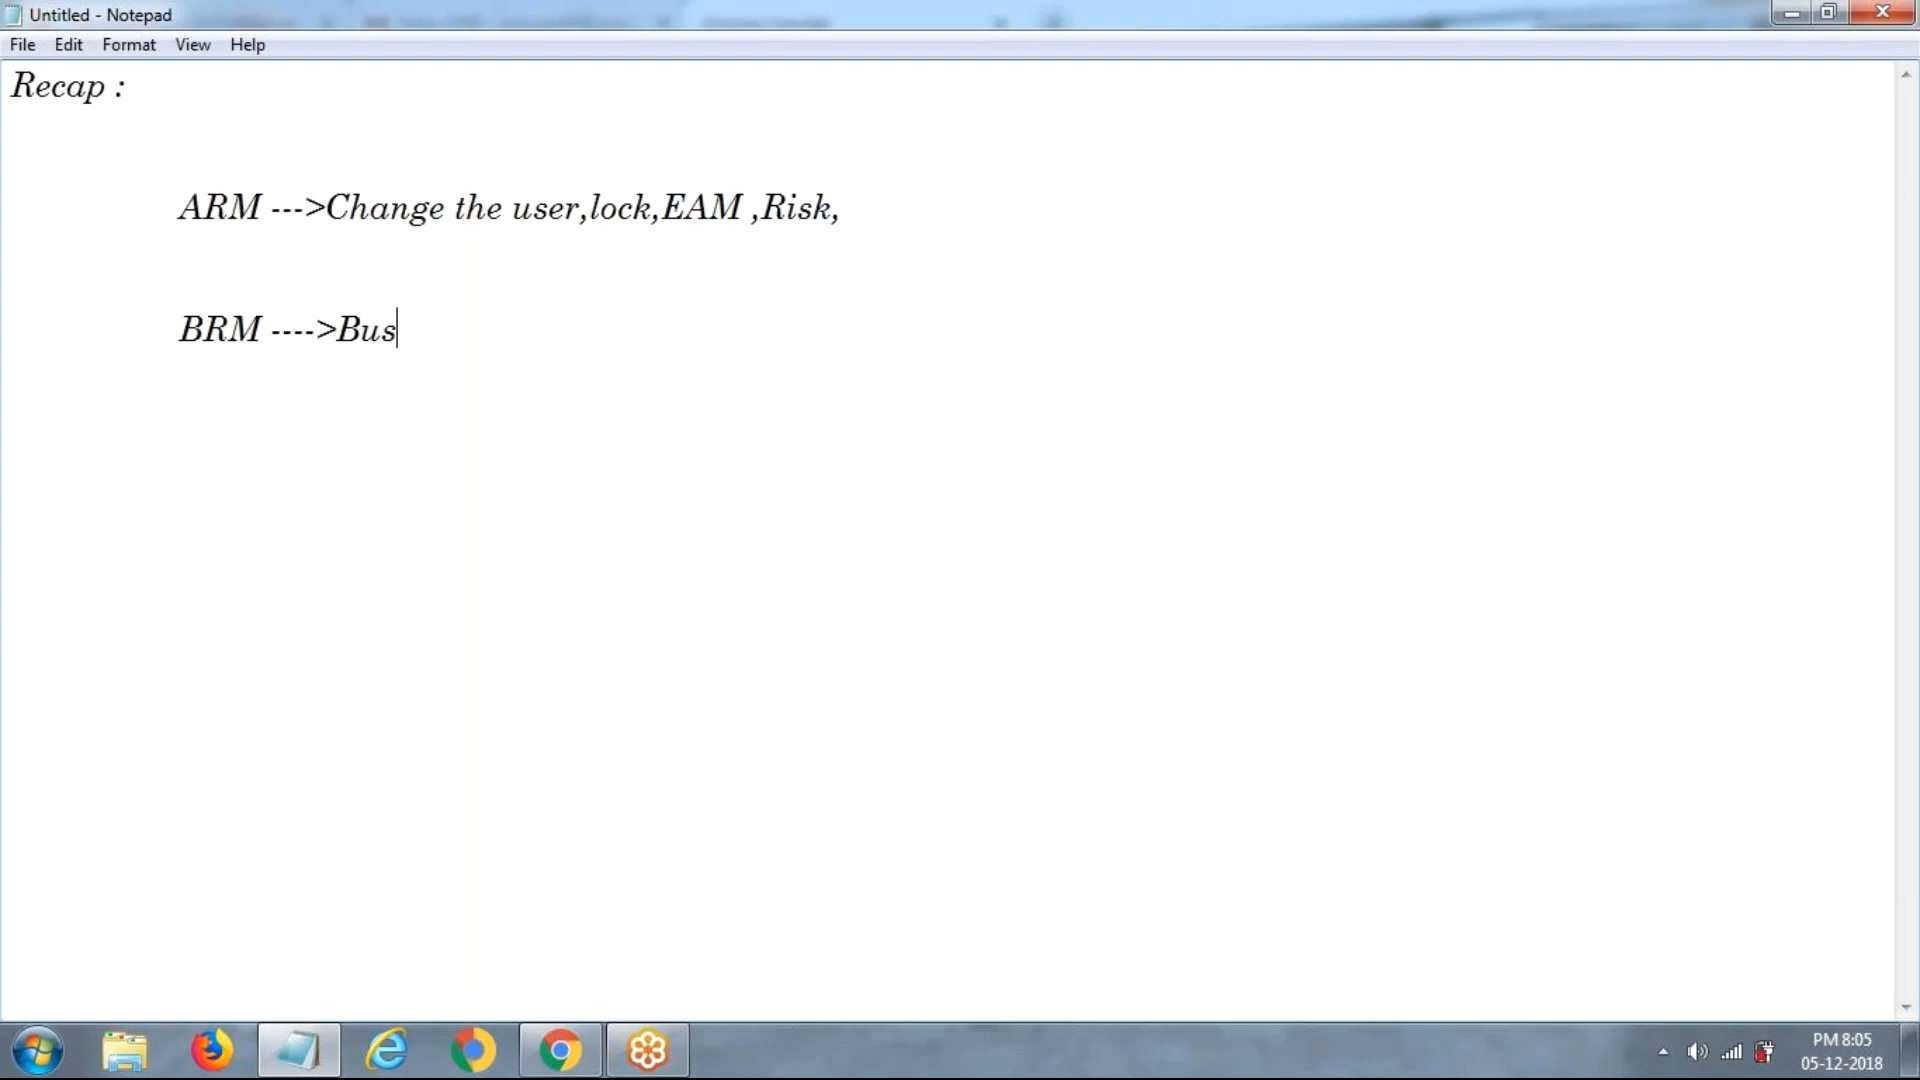 Untitled - Notepad
File Edit Format View Help
Recap :
ARM --->Change the user,lock,EAM ,Risk,
BRM ---->Bus
PM 8:05
05-12-2018